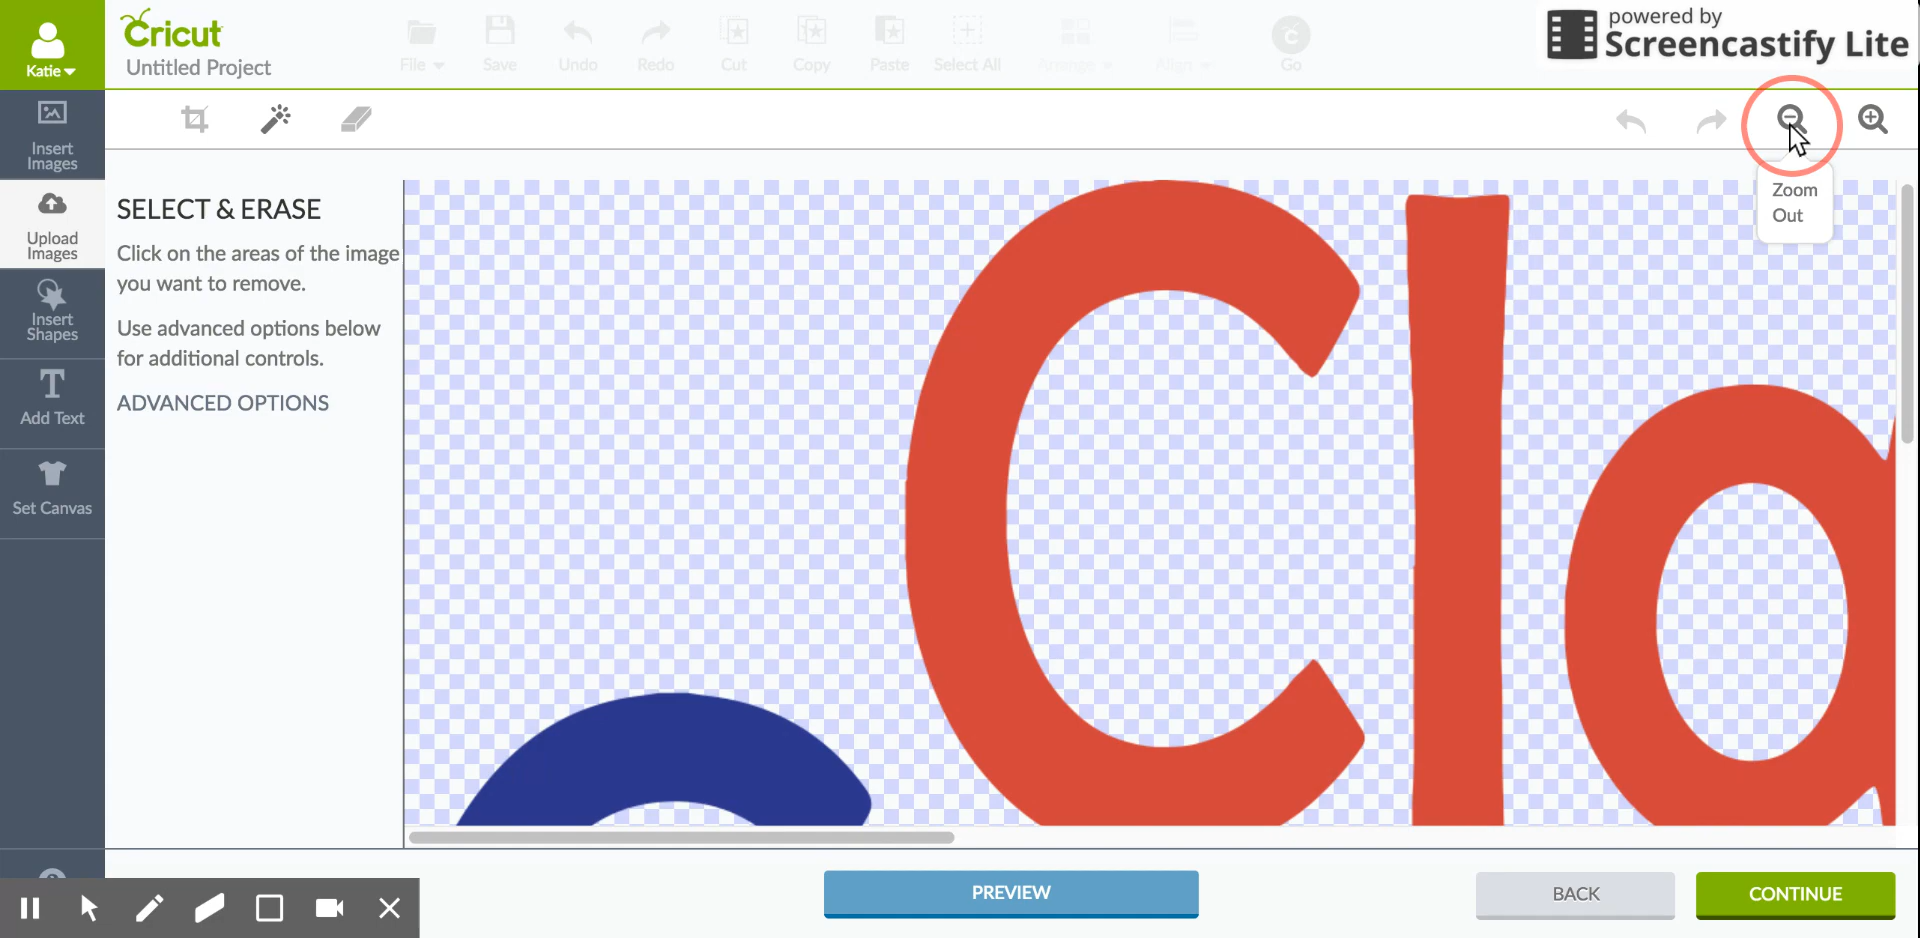 Katie
Cricut
Untitled Project
File
Save
Undo
Redo
Cut
Copy
Paste
Select All
Arrange
Align
Go
powered by
Screencastify Lite
Insert
Images
Upload
Images
Insert
Shapes
Add Text
Set Canvas
Zoom
Out
SELECT & ERASE
Click on the areas of the image
you want to remove.
Use advanced options below
for additional controls.
ADVANCED OPTIONS
Cla
PREVIEW
BACK
CONTINUE